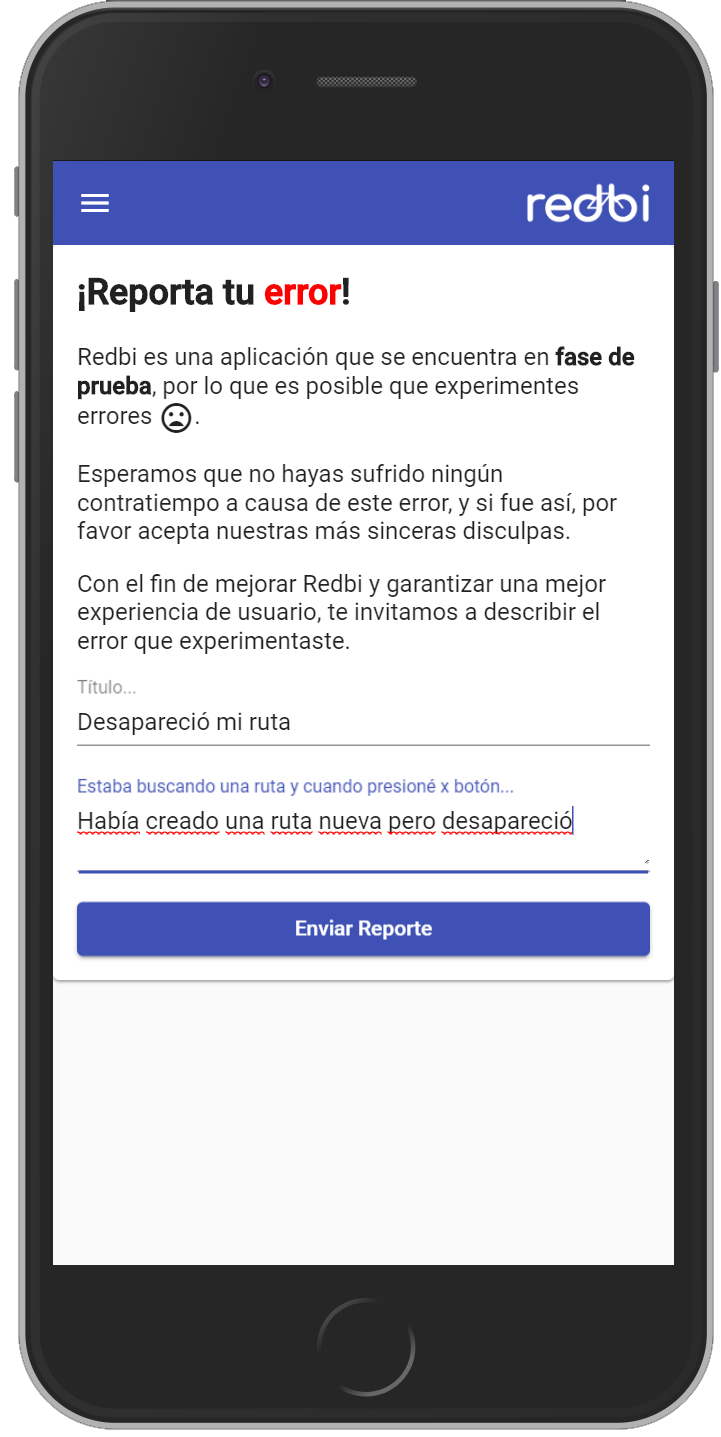 redbi
¡Reporta tu error!
Redbi es una aplicación que se encuentra en fase de
prueba, por lo que es posible que experimentes
errores .
Esperamos que no hayas sufrido ningún
contratiempo a causa de este error, y si fue así, por
favor acepta nuestras más sinceras disculpas.
Con el fin de mejorar Redbi y garantizar una mejor
experiencia de usuario, te invitamos a describir el
error que experimentaste.
Título...
Desapareció mi ruta
Estaba buscando una ruta y cuando presioné x botón...
Había creado una ruta nueva pero desapareció
Enviar Reporte